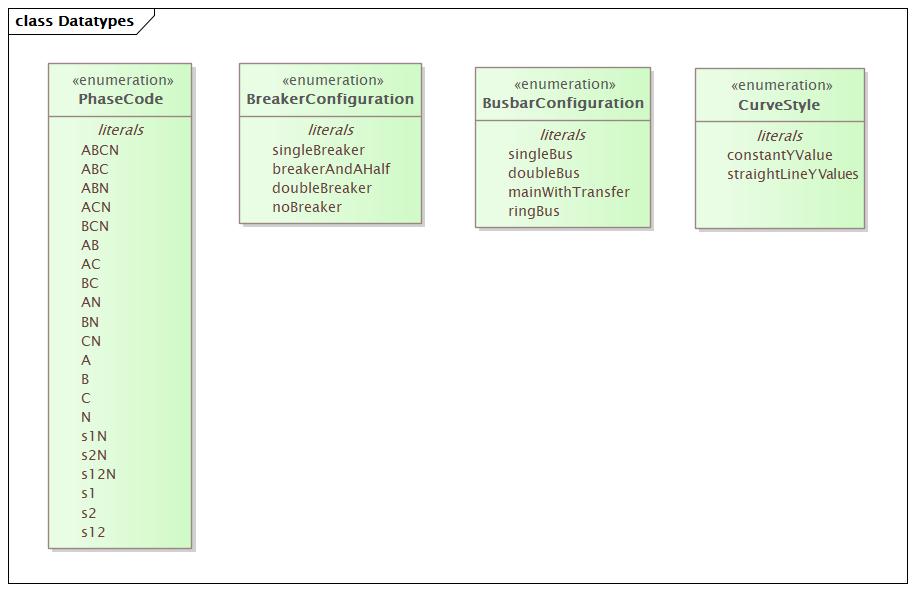 class Datatypes
«enumeration»
PhaseCode
literals
ABCN
ABC
ABN
ACN
BCN
AB
AC
BC
AN
BN
CN
A
B
C
N
s1N
s2N
s12N
s1
s2
s12
«enumeration»
BreakerConfiguration
literals
singleBreaker
breakerAndAHalf
doubleBreaker
noBreaker
«enumeration»
BusbarConfiguration
literals
singleBus
doubleBus
mainWithTransfer
ringBus
«enumeration»
CurveStyle
literals
constantYValue
straightLineYValues